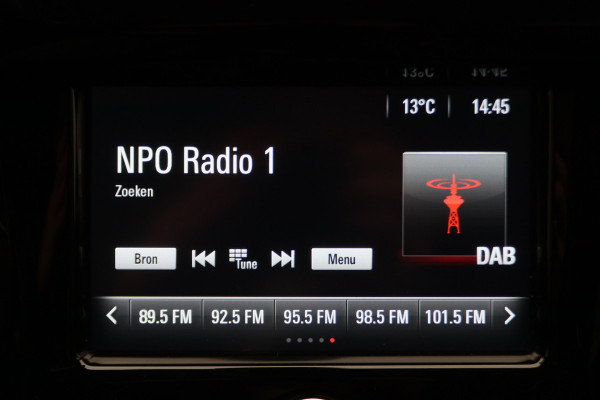 13°C 14:45
NPO Radio 1
Zoeken
DAB
Bron Tune Menu
89.5 FM 92.5 FM 95.5 FM 98.5 FM 101.5 FM